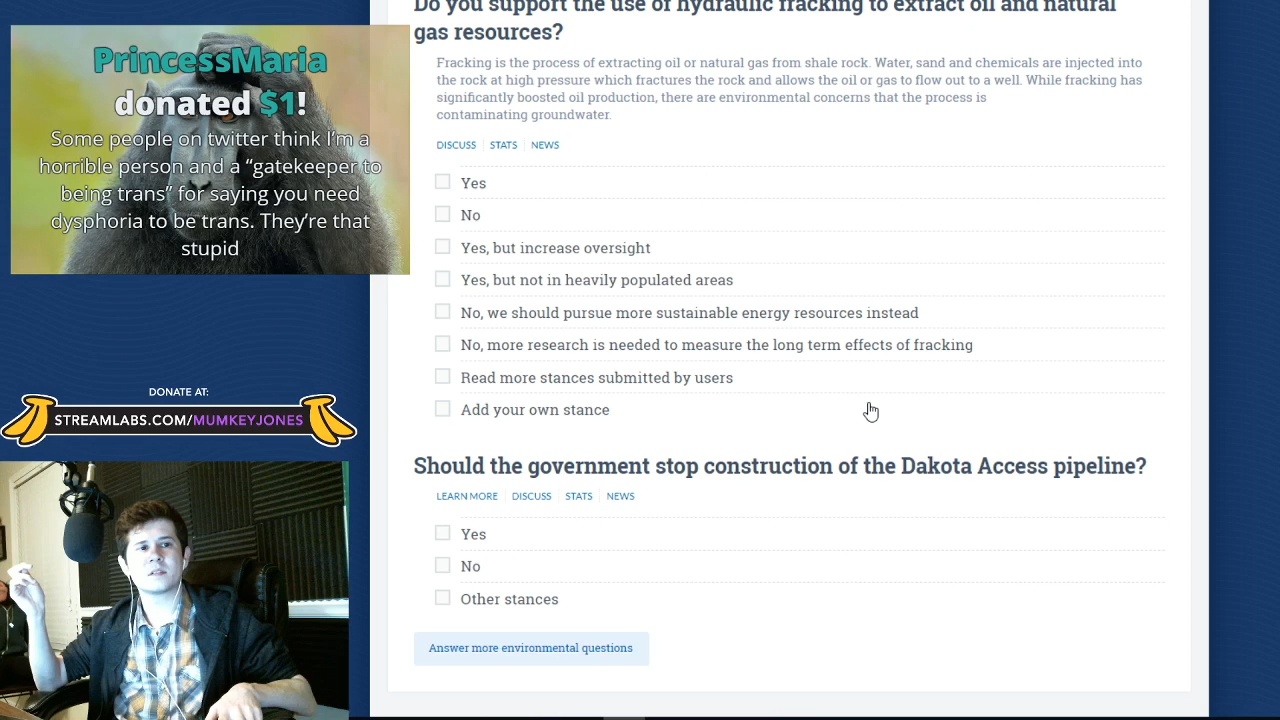 PrincessMaria
donated $1!
Some people on twitter think I'm a
horrible person and a “gatekeeper to
being trans” for saying you need
dysphoria to be trans. They're that
stupid
DONATE AT:
STREAMLABS.COM/MUMKEYJONES
Do you support the use of hydraulic fracking to extract oil and natural
gas resources?
Fracking is the process of extracting oil or natural gas from shale rock. Water, sand and chemicals are injected into
the rock at high pressure which fractures the rock and allows the oil or gas to flow out to a well. While fracking has
significantly boosted oil production, there are environmental concerns that the process is
contaminating groundwater.
DISCUSS STATS NEWS
Yes
No
Yes, but increase oversight
Yes, but not in heavily populated areas
No, we should pursue more sustainable energy resources instead
No, more research is needed to measure the long term effects of fracking
Read more stances submitted by users
Add your own stance
Should the government stop construction of the Dakota Access pipeline?
LEARN MORE DISCUSS STATS NEWS
Yes
No
Other stances
Answer more environmental questions